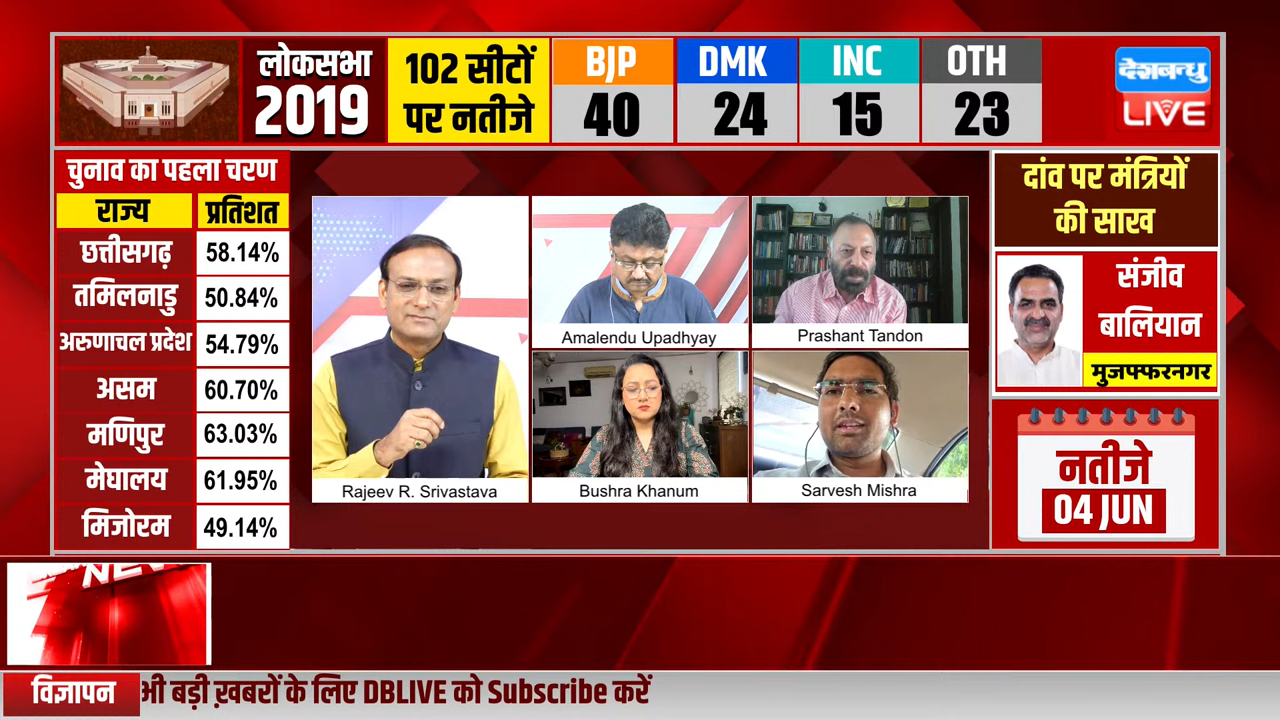 लोकसभा
2019
102 सीटों
पर नतीजे
BJP
40
DMK
24
INC
15
OTH
23
देशबन्धु
LIVE
चुनाव का पहला चरण
राज्य प्रतिशत
छत्तीसगढ़ 58.14%
तमिलनाडु 50.84%
अरुणाचल प्रदेश 54.79%
असम 60.70%
मणिपुर 63.03%
मेघालय 61.95%
मिजोरम 49.14%
Amalendu Upadhyay
Prashant Tandon
Rajeev R. Srivastava
Bushra Khanum
Sarvesh Mishra
दांव पर मंत्रियों
की साख
संजीव
बालियान
मुजफ्फरनगर
नतीजे
04 JUN
विज्ञापन
भी बड़ी ख़बरों के लिए DBLIVE को Subscribe करें